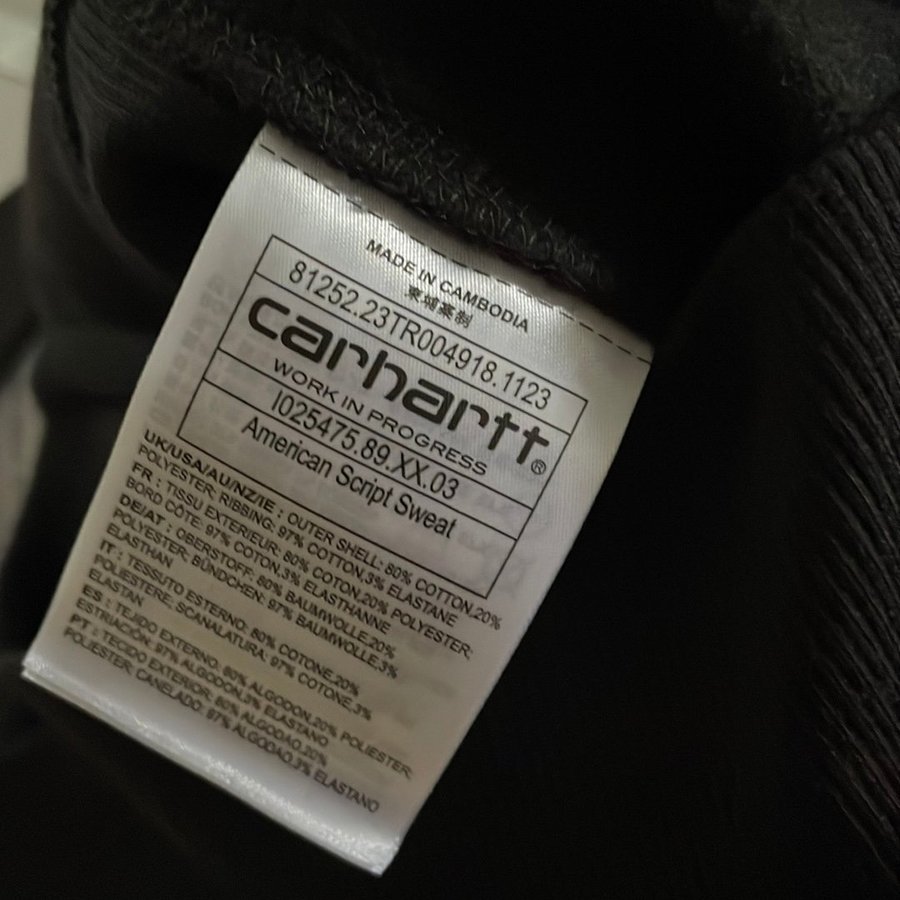 MADE IN CAMBODIA
柬埔寨制
81252.23TR004918.1123
carhartt®
WORK IN PROGRESS
I025475.89.XX.03
American Script Sweat
UK/USA/AU/NZ/IE : OUTER SHELL: 80% COTTON,20%
POLYESTER; RIBBING: 97% COTTON,3% ELASTANE
FR : TISSU EXTERIEUR: 80% COTON,20% POLYESTER;
BORD CÔTE: 97% COTON,3% ELASTHANNE
DE/AT : OBERSTOFF: 80% BAUMWOLLE,20%
POLYESTER; BÜNDCHEN: 97% BAUMWOLLE,3%
ELASTHAN
IT : TESSUTO ESTERNO: 80% COTONE,20%
POLIESTERE; SCANALATURA: 97% COTONE,3%
ELASTAN
ES : TEJIDO EXTERNO: 80% ALGODON,20% POLIESTER;
ESTRIACIÓN: 97% ALGODON,3% ELASTANO
PT : TECIDO EXTERIOR: 80% ALGODAO,20%
POLIESTER; CANELADO: 97% ALGODAO,3% ELASTANO